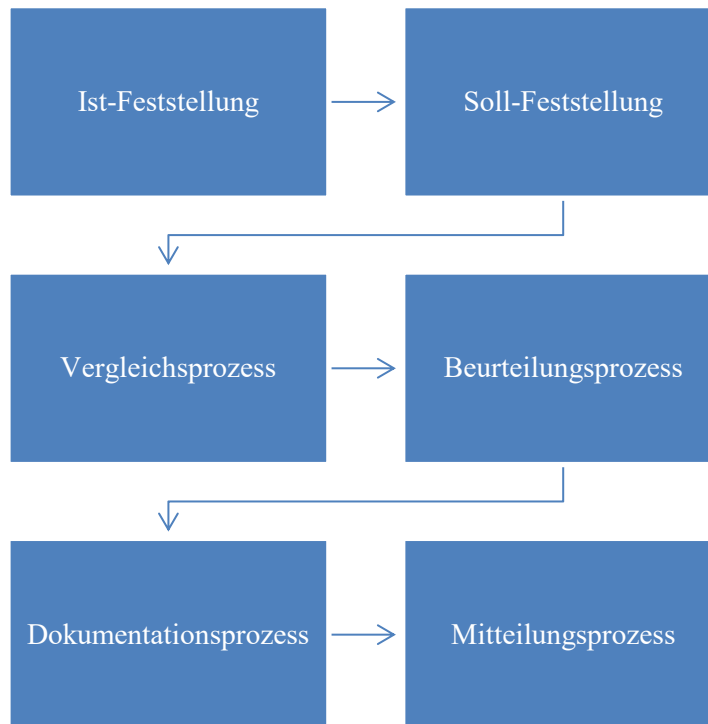 Ist-Feststellung
Soll-Feststellung
Vergleichsprozess
Beurteilungsprozess
Dokumentationsprozess
Mitteilungsprozess